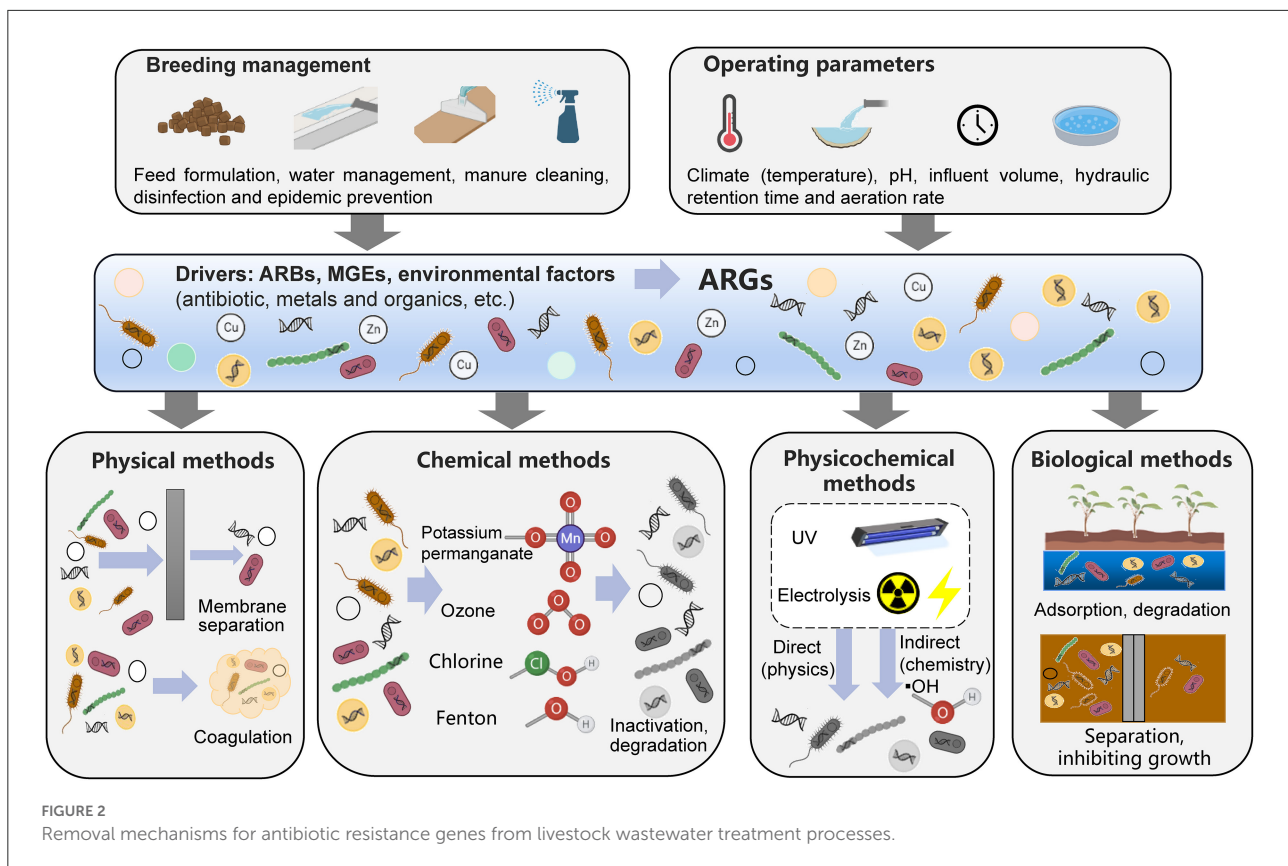 Breeding management
Feed formulation, water management, manure cleaning,
disinfection and epidemic prevention
Operating parameters
Climate (temperature), pH, influent volume, hydraulic
retention time and aeration rate
Drivers: ARBs, MGEs, environmental factors
(antibiotic, metals and organics, etc.)
ARGs
Cu
Zn
Cu
Zn
Cu
Zn
Physical methods
Membrane
separation
Coagulation
Chemical methods
Potassium
permanganate
O
O
Mn
O
O
Ozone
O
O
O
Chlorine
Cl
O
H
Fenton
O
H
Inactivation,
degradation
Physicochemical
methods
UV
Electrolysis
Direct
(physics)
Indirect
(chemistry)
▪OH
O
H
Biological methods
Adsorption, degradation
Separation,
inhibiting growth
FIGURE 2
Removal mechanisms for antibiotic resistance genes from livestock wastewater treatment processes.